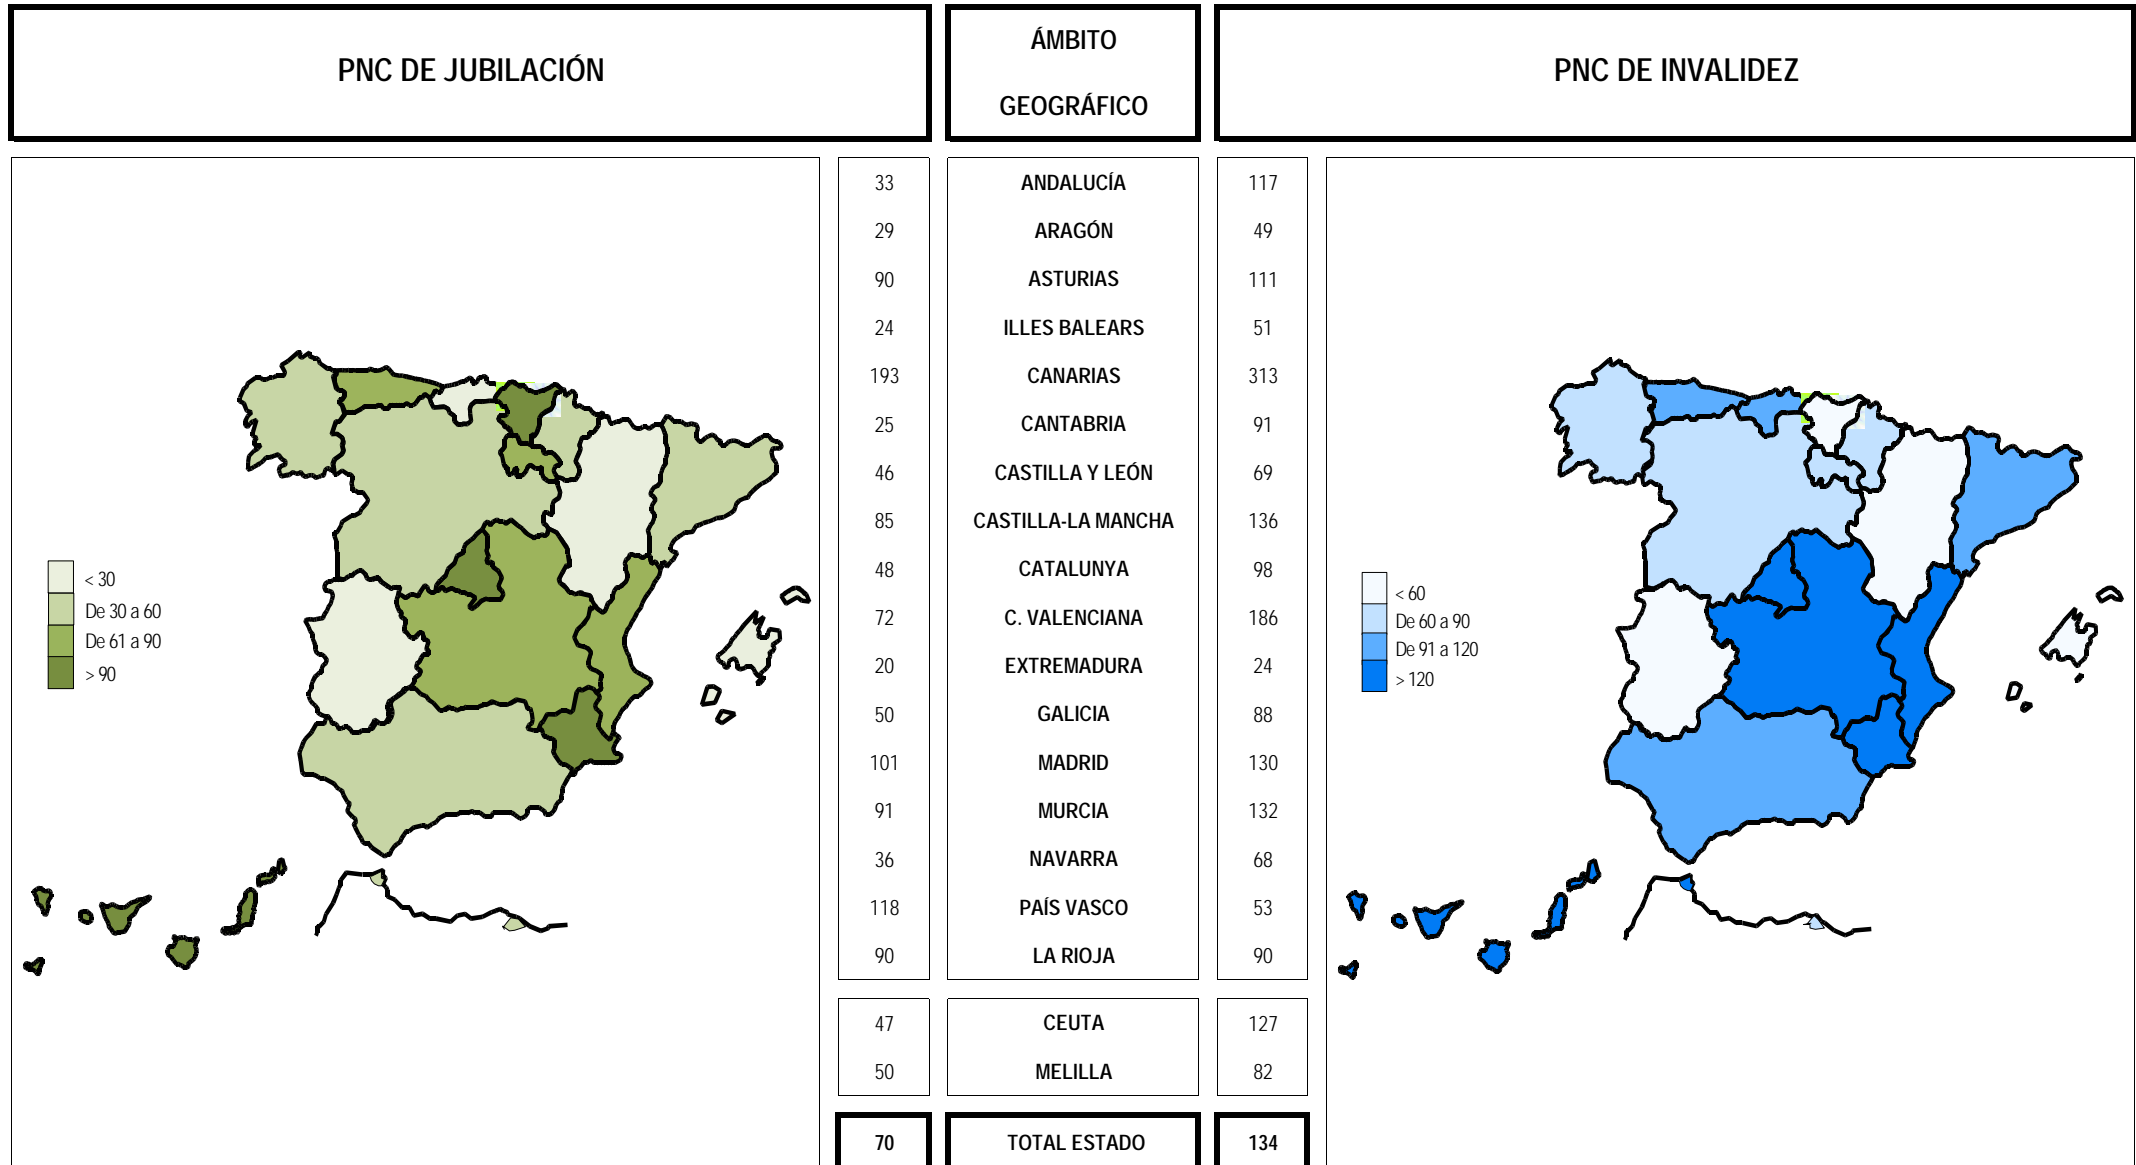 PNC DE JUBILACIÓN
ÁMBITO
GEOGRÁFICO
PNC DE INVALIDEZ
33 ANDALUCÍA 117
29 ARAGÓN 49
90 ASTURIAS 111
24 ILLES BALEARS 51
193 CANARIAS 313
25 CANTABRIA 91
46 CASTILLA Y LEÓN 69
85 CASTILLA-LA MANCHA 136
48 CATALUNYA 98
72 C. VALENCIANA 186
20 EXTREMADURA 24
50 GALICIA 88
101 MADRID 130
91 MURCIA 132
36 NAVARRA 68
118 PAÍS VASCO 53
90 LA RIOJA 90
47 CEUTA 127
50 MELILLA 82
70 TOTAL ESTADO 134
< 30
De 30 a 60
De 61 a 90
> 90
< 60
De 60 a 90
De 91 a 120
> 120